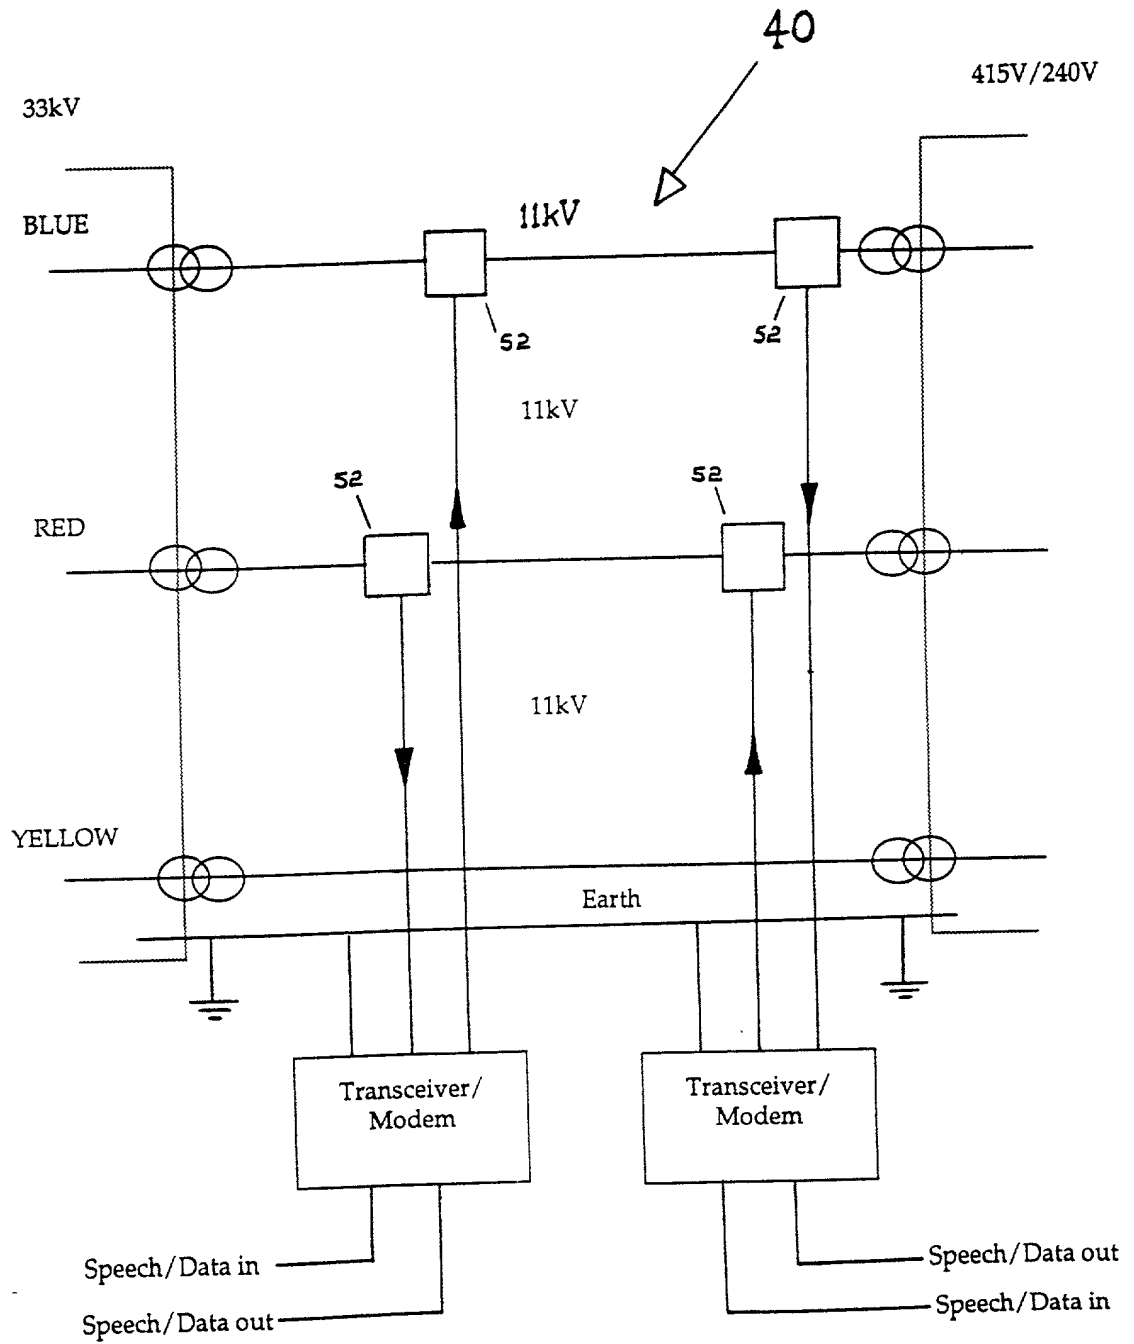 40
415V/240V
33kV
BLUE
11kV
52
52
11kV
52
52
RED
11kV
YELLOW
Earth
Transceiver/
Modem
Transceiver/
Modem
Speech/Data in
Speech/Data out
Speech/Data out
Speech/Data in